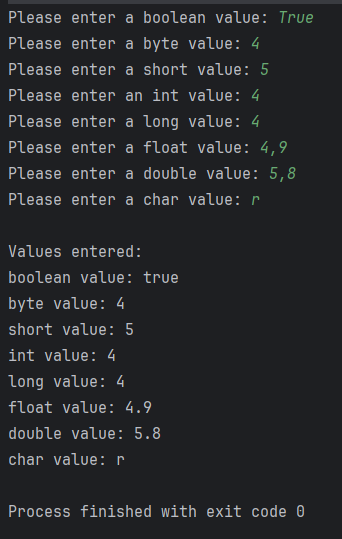 Please enter a boolean value: True
Please enter a byte value: 4
Please enter a short value: 5
Please enter an int value: 4
Please enter a long value: 4
Please enter a float value: 4,9
Please enter a double value: 5,8
Please enter a char value: r
Values entered:
boolean value: true
byte value: 4
short value: 5
int value: 4
long value: 4
float value: 4.9
double value: 5.8
char value: r
Process finished with exit code 0